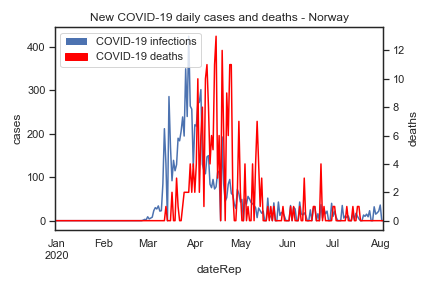 New COVID-19 daily cases and deaths - Norway
COVID-19 infections
COVID-19 deaths
400
300
200
100
0
cases
12
10
8
6
4
2
0
deaths
Jan Feb Mar Apr May Jun Jul Aug
2020
dateRep